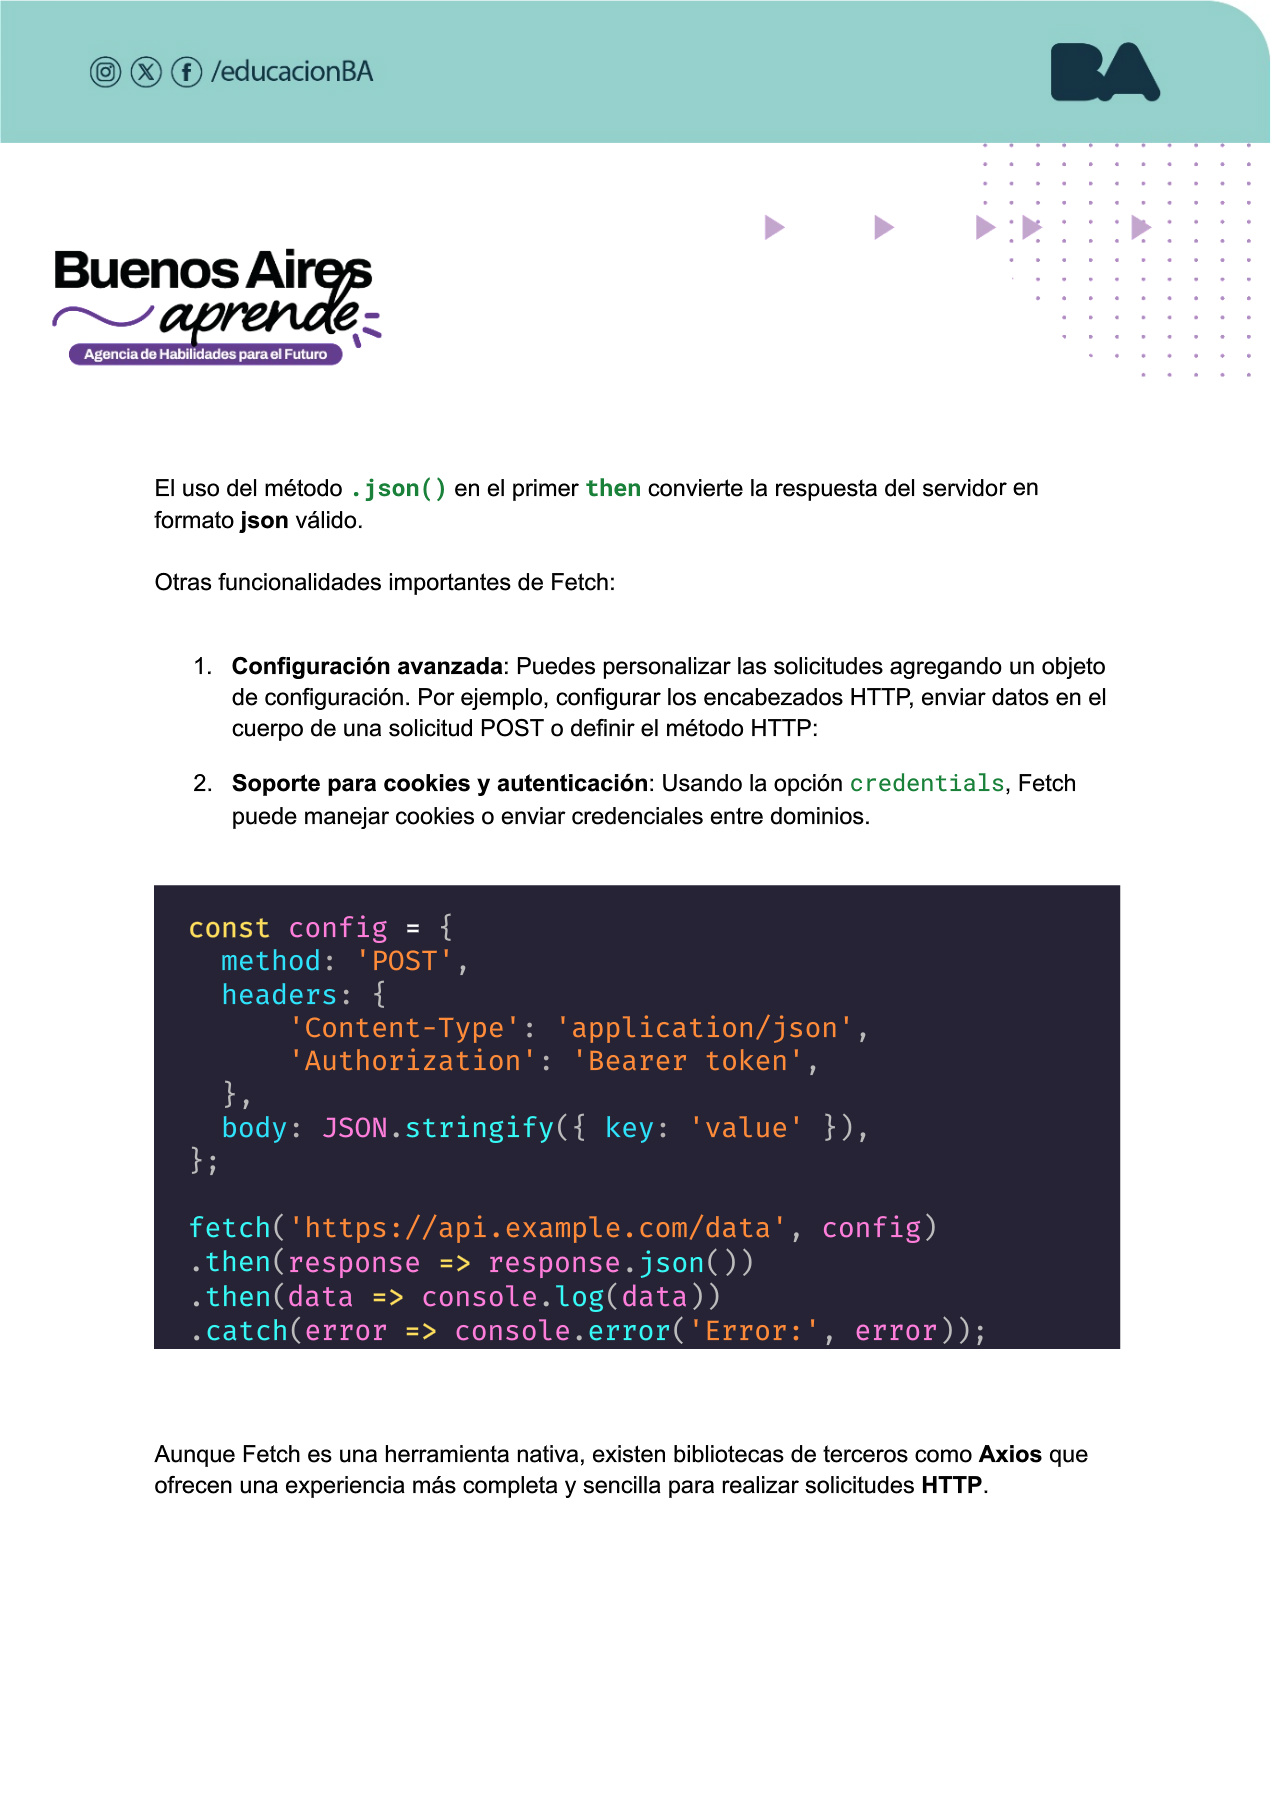 /educacionBA
BA
Buenos Aires
aprende
Agencia de Habilidades para el Futuro
El uso del método .json() en el primer then convierte la respuesta del servidor en
formato json válido.
Otras funcionalidades importantes de Fetch:
1. Configuración avanzada: Puedes personalizar las solicitudes agregando un objeto
de configuración. Por ejemplo, configurar los encabezados HTTP, enviar datos en el
cuerpo de una solicitud POST o definir el método HTTP:
2. Soporte para cookies y autenticación: Usando la opción credentials, Fetch
puede manejar cookies o enviar credenciales entre dominios.
const config = {
  method: 'POST',
  headers: {
      'Content-Type': 'application/json',
      'Authorization': 'Bearer token',
  },
  body: JSON.stringify({ key: 'value' }),
};
fetch('https://api.example.com/data', config)
.then(response => response.json())
.then(data => console.log(data))
.catch(error => console.error('Error:', error));
Aunque Fetch es una herramienta nativa, existen bibliotecas de terceros como Axios que
ofrecen una experiencia más completa y sencilla para realizar solicitudes HTTP.